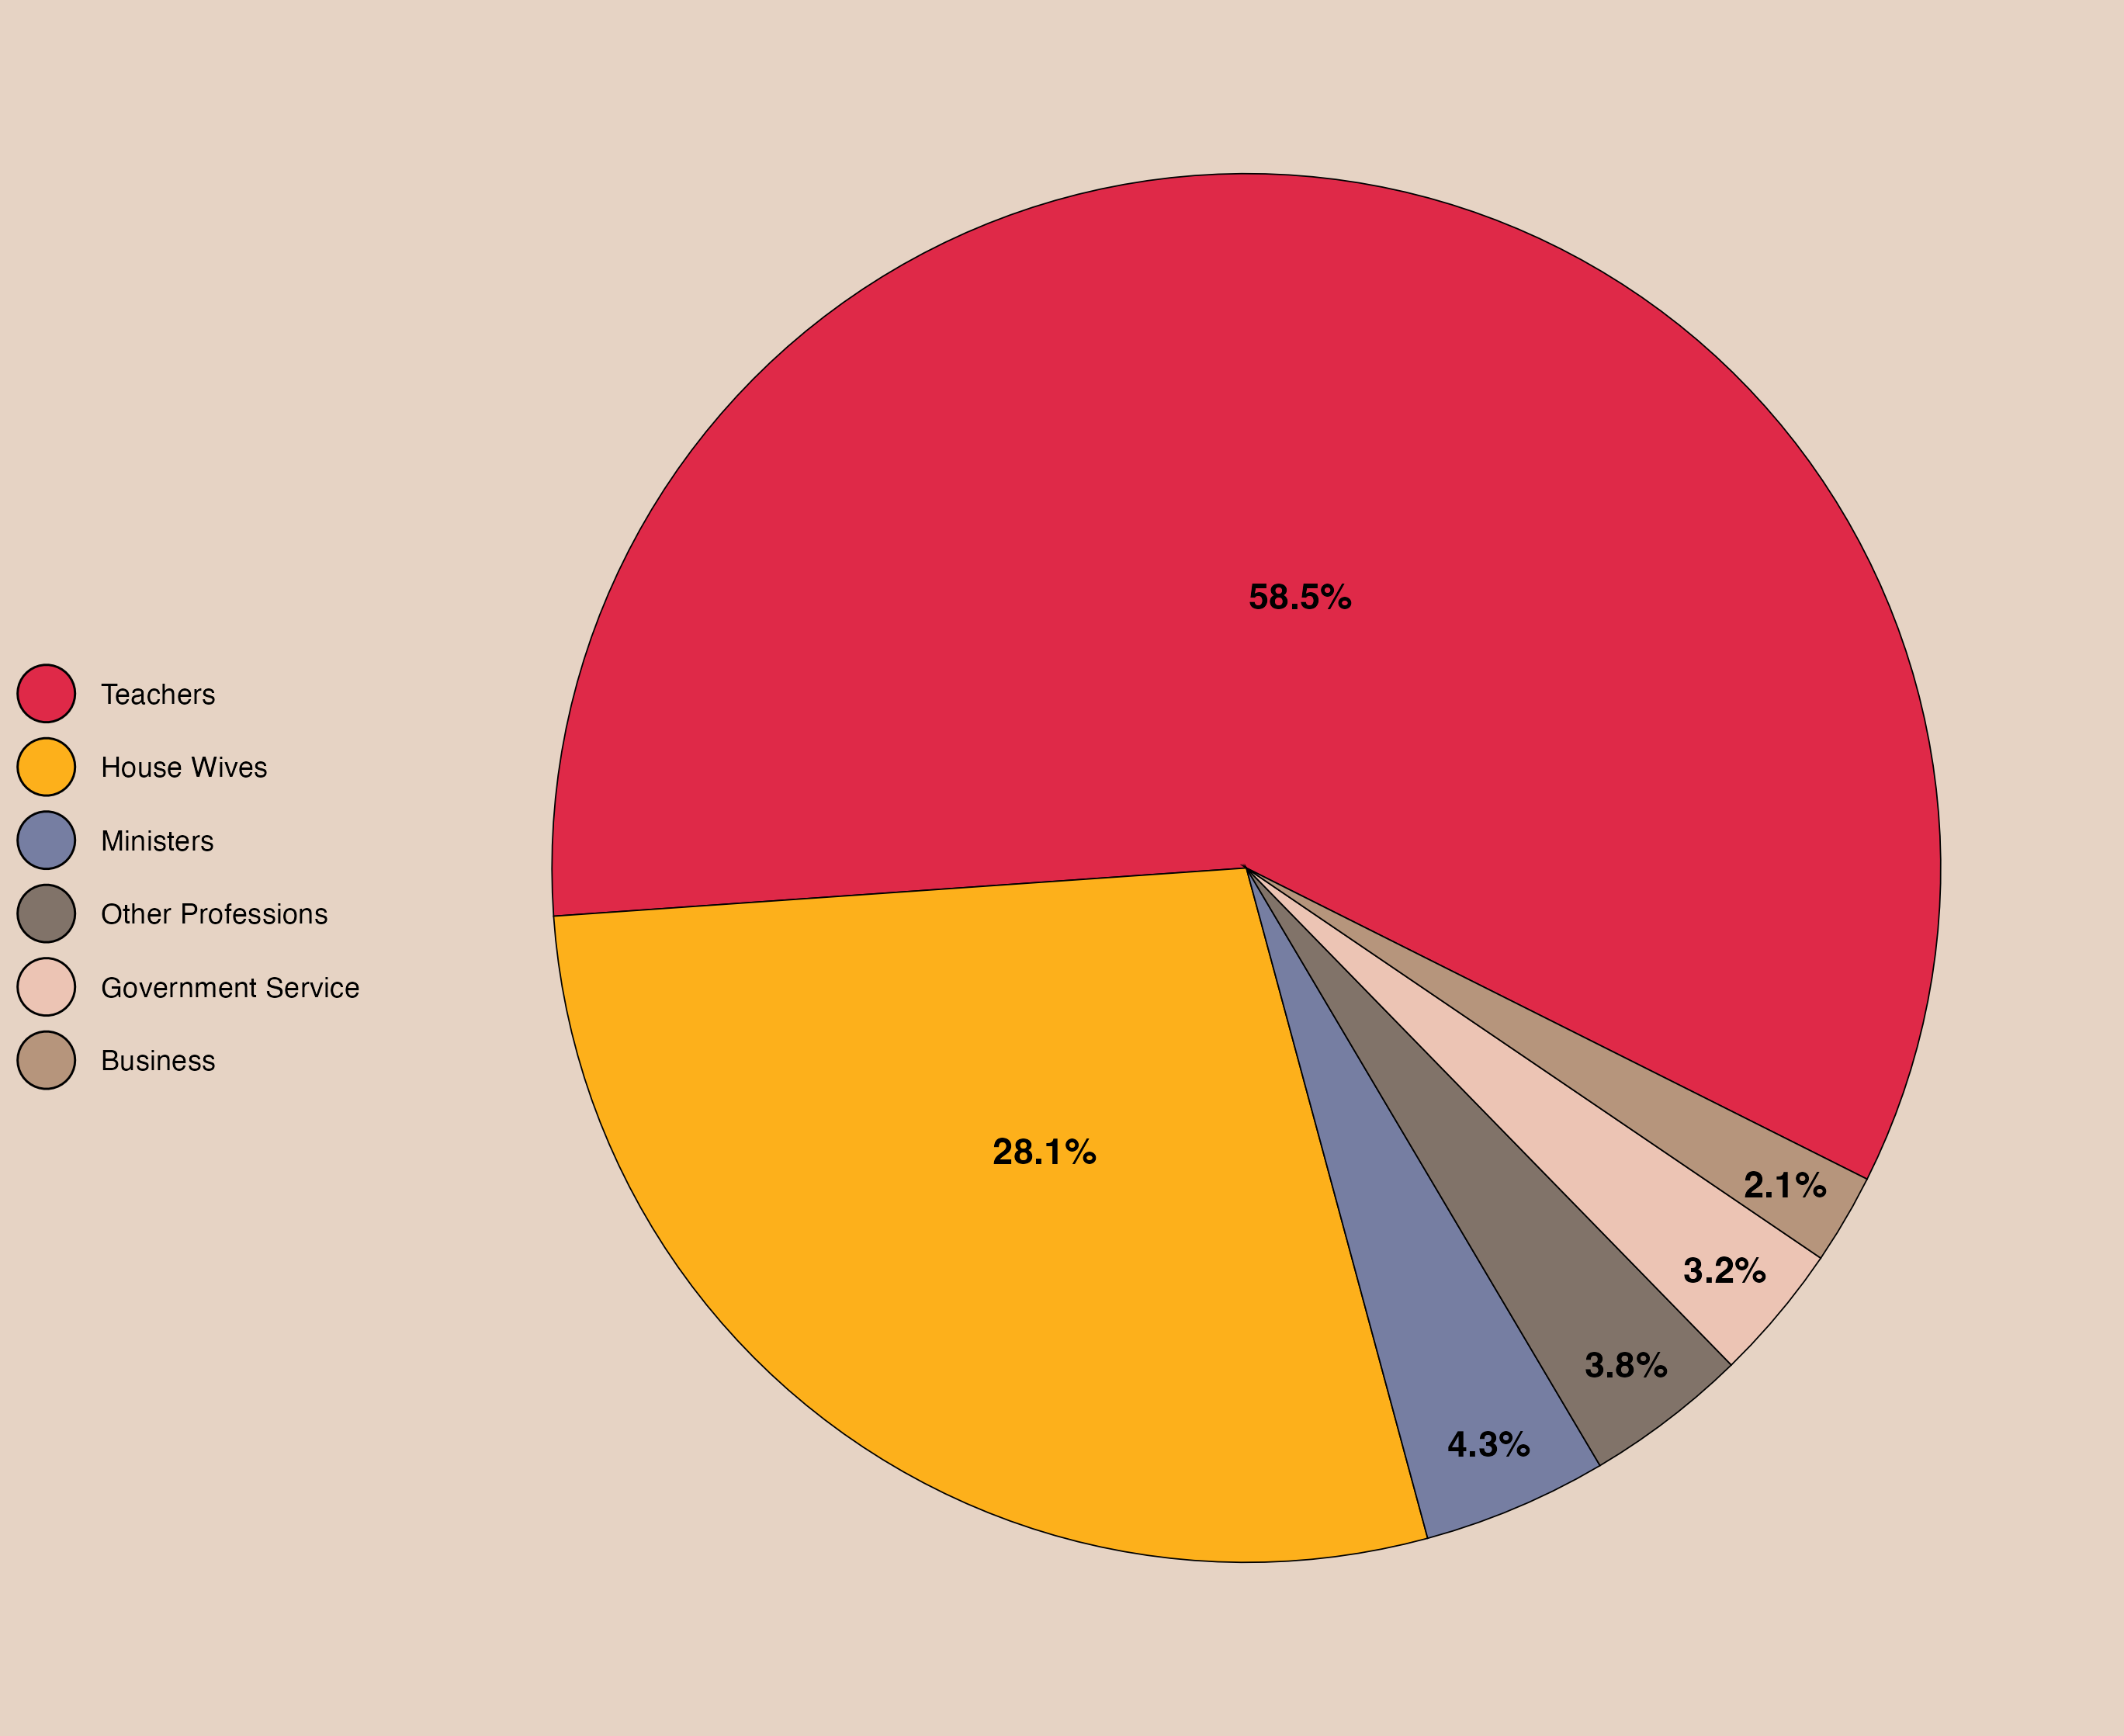 58.5%
Teachers
House Wives
Ministers
Other Professions
Government Service
Business
28.1%
2.1%
3.2%
3.8%
4.3%